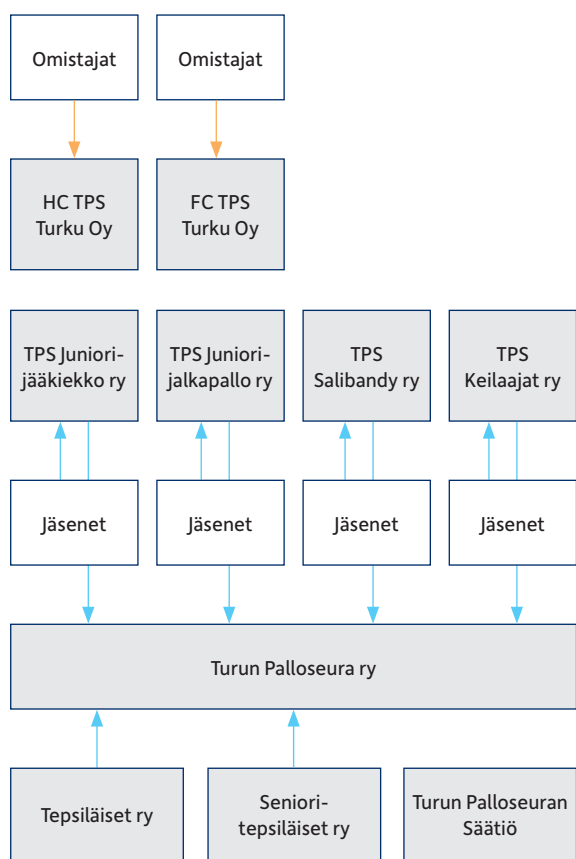 Omistajat
Omistajat
HC TPS
Turku Oy
FC TPS
Turku Oy
TPS Juniori-
jääkiekko ry
TPS Juniori-
jalkapallo ry
TPS
Salibandy ry
TPS
Keilaajat ry
Jäsenet
Jäsenet
Jäsenet
Jäsenet
Turun Palloseura ry
Tepsiläiset ry
Seniori-
tepsiläiset ry
Turun Palloseuran
Säätiö